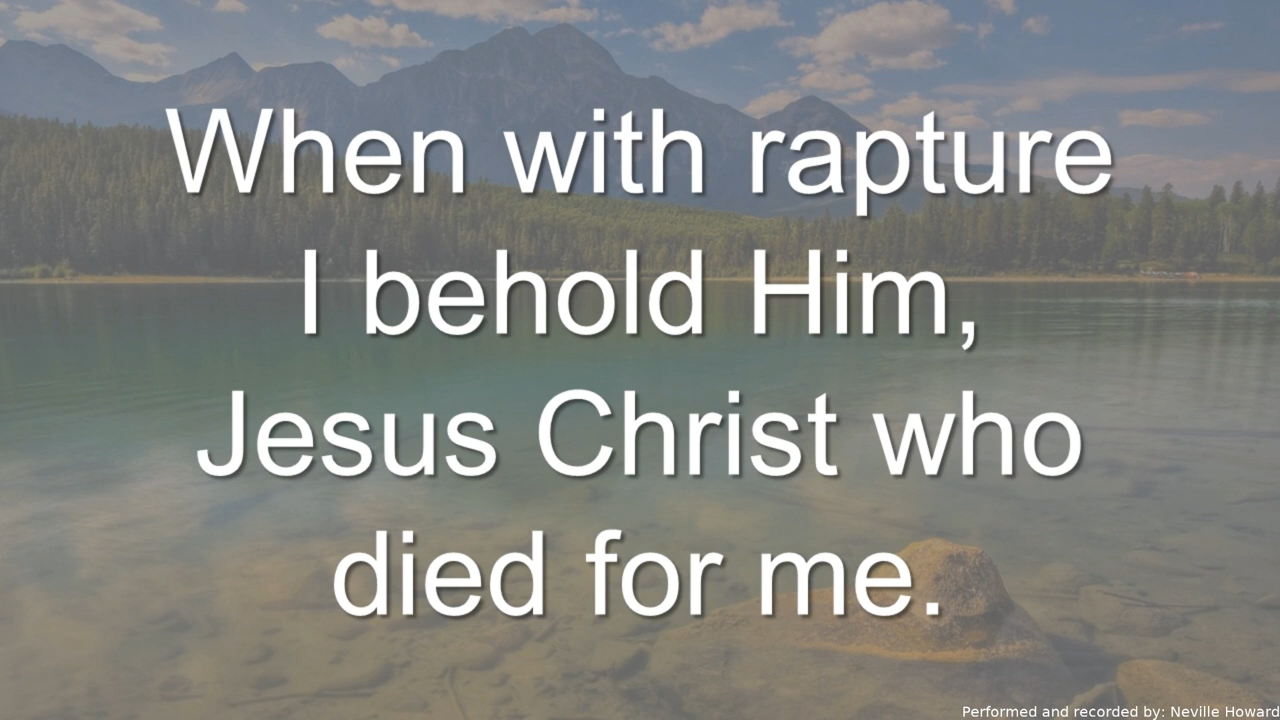 When with rapture
I behold Him,
Jesus Christ who
died for me.
Performed and recorded by: Neville Howard